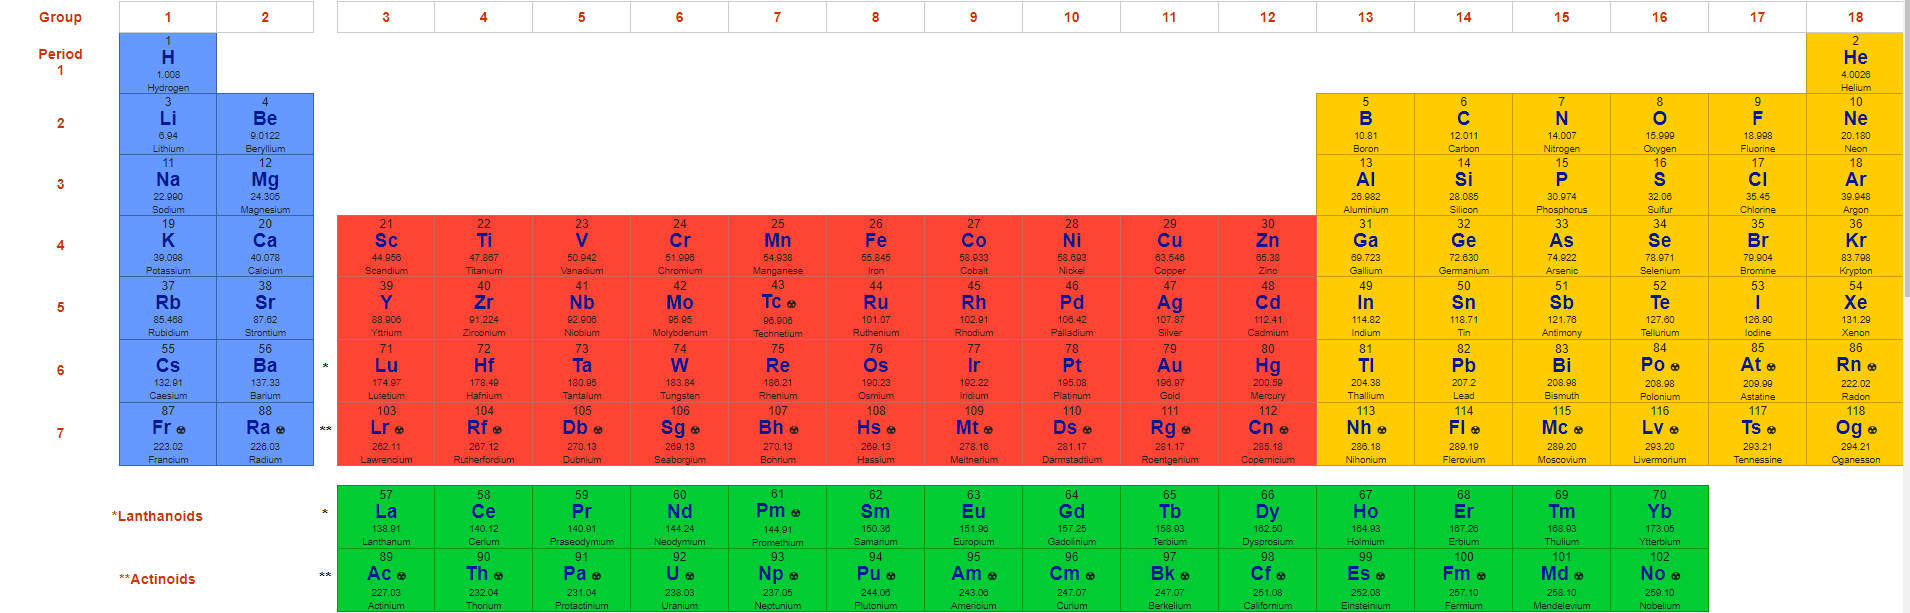 Group 1 2 3 4 5 6 7 8 9 10 11 12 13 14 15 16 17 18
Period
1
1 2
H He
1.008 4.0026
Hydrogen Helium
2
3 4 5 6 7 8 9 10
Li Be B C N O F Ne
6.94 9.0122 10.81 12.011 14.007 15.999 18.998 20.180
Lithium Beryllium Boron Carbon Nitrogen Oxygen Fluorine Neon
3
11 12 13 14 15 16 17 18
Na Mg Al Si P S Cl Ar
22.990 24.305 26.982 28.085 30.974 32.06 35.45 39.948
Sodium Magnesium Aluminium Silicon Phosphorus Sulfur Chlorine Argon
4
19 20 21 22 23 24 25 26 27 28 29 30 31 32 33 34 35 36
K Ca Sc Ti V Cr Mn Fe Co Ni Cu Zn Ga Ge As Se Br Kr
39.098 40.078 44.956 47.867 50.942 51.996 54.938 55.845 58.933 58.693 63.546 65.38 69.723 72.630 74.922 78.971 79.904 83.798
Potassium Calcium Scandium Titanium Vanadium Chromium Manganese Iron Cobalt Nickel Copper Zinc Gallium Germanium Arsenic Selenium Bromine Krypton
5
37 38 39 40 41 42 43 44 45 46 47 48 49 50 51 52 53 54
Rb Sr Y Zr Nb Mo Tc ☢ Ru Rh Pd Ag Cd In Sn Sb Te I Xe
85.468 87.62 88.906 91.224 92.906 95.95 96.906 101.07 102.91 106.42 107.87 112.41 114.82 118.71 121.76 127.60 126.90 131.29
Rubidium Strontium Yttrium Zirconium Niobium Molybdenum Technetium Ruthenium Rhodium Palladium Silver Cadmium Indium Tin Antimony Tellurium Iodine Xenon
6
55 56 71 72 73 74 75 76 77 78 79 80 81 82 83 84 85 86
Cs Ba * Lu Hf Ta W Re Os Ir Pt Au Hg Tl Pb Bi Po ☢ At ☢ Rn ☢
132.91 137.33 174.97 178.49 180.95 183.84 186.21 190.23 192.22 195.08 196.97 200.59 204.38 207.2 208.98 208.98 209.99 222.02
Caesium Barium Lutetium Hafnium Tantalum Tungsten Rhenium Osmium Iridium Platinum Gold Mercury Thallium Lead Bismuth Polonium Astatine Radon
7
87 88 103 104 105 106 107 108 109 110 111 112 113 114 115 116 117 118
Fr ☢ Ra ☢ ** Lr ☢ Rf ☢ Db ☢ Sg ☢ Bh ☢ Hs ☢ Mt ☢ Ds ☢ Rg ☢ Cn ☢ Nh ☢ Fl ☢ Mc ☢ Lv ☢ Ts ☢ Og ☢
223.02 226.03 262.11 267.12 270.13 269.13 270.13 269.13 278.16 281.17 281.17 285.18 286.18 289.19 289.20 293.20 293.21 294.21
Francium Radium Lawrencium Rutherfordium Dubnium Seaborgium Bohrium Hassium Meitnerium Darmstadtium Roentgenium Copernicium Nihonium Flerovium Moscovium Livermorium Tennessine Oganesson
*Lanthanoids *
57 58 59 60 61 62 63 64 65 66 67 68 69 70
La Ce Pr Nd Pm ☢ Sm Eu Gd Tb Dy Ho Er Tm Yb
138.91 140.12 140.91 144.24 144.91 150.36 151.96 157.25 158.93 162.50 164.93 167.26 168.93 173.05
Lanthanum Cerium Praseodymium Neodymium Promethium Samarium Europium Gadolinium Terbium Dysprosium Holmium Erbium Thulium Ytterbium
**Actinoids **
89 90 91 92 93 94 95 96 97 98 99 100 101 102
Ac ☢ Th ☢ Pa ☢ U ☢ Np ☢ Pu ☢ Am ☢ Cm ☢ Bk ☢ Cf ☢ Es ☢ Fm ☢ Md ☢ No ☢
227.03 232.04 231.04 238.03 237.05 244.06 243.06 247.07 247.07 251.08 252.08 257.10 258.10 259.10
Actinium Thorium Protactinium Uranium Neptunium Plutonium Americium Curium Berkelium Californium Einsteinium Fermium Mendelevium Nobelium